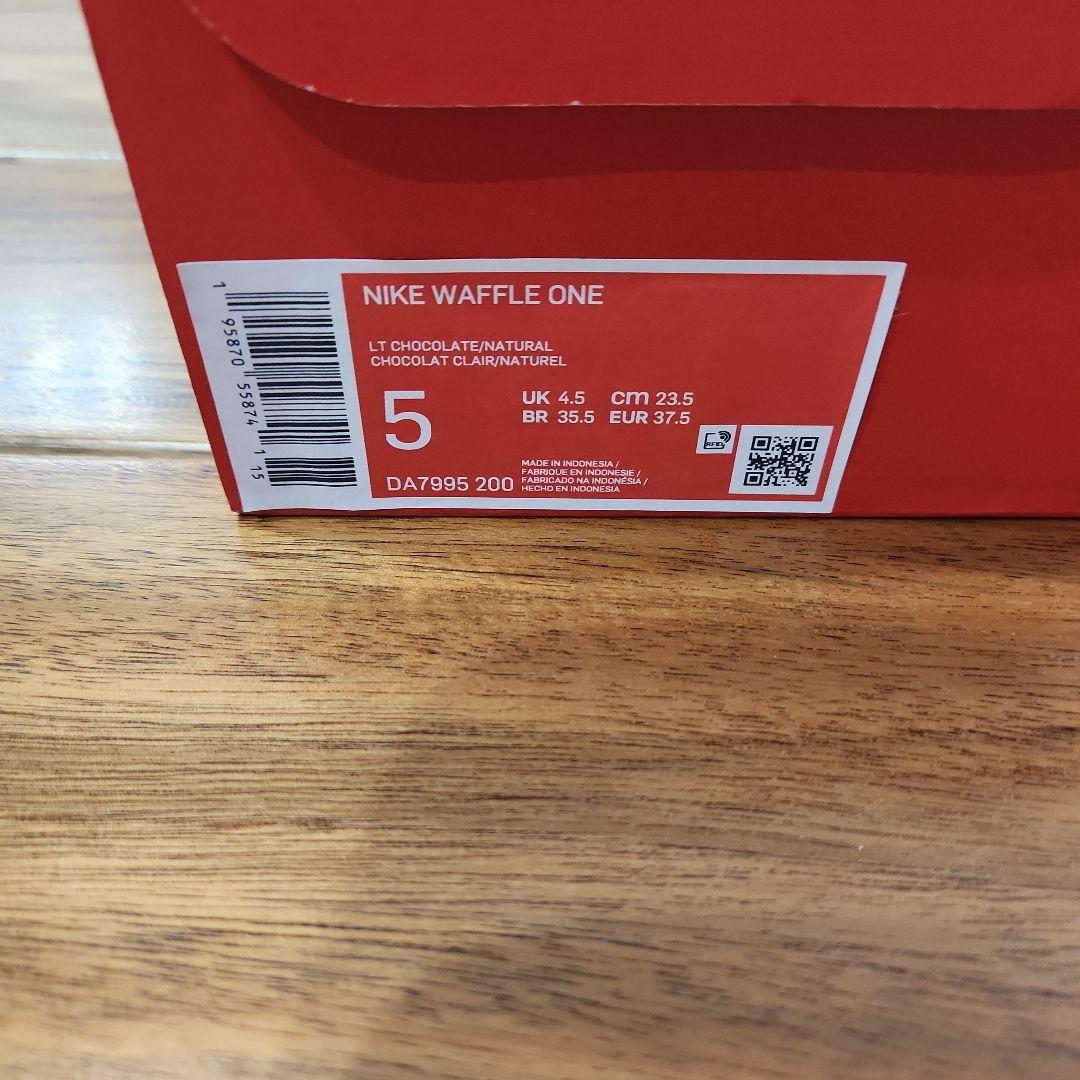 NIKE WAFFLE ONE
LT CHOCOLATE/NATURAL
CHOCOLAT CLAIR/NATUREL
5
UK 4.5 cm 23.5
BR 35.5 EUR 37.5
RFID
DA7995 200
MADE IN INDONESIA /
FABRIQUE EN INDONESIE /
FABRICADO NA INDONÉSIA /
HECHO EN INDONESIA
1 95870 55874 1 15